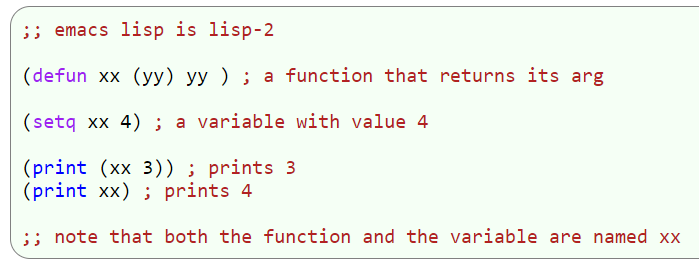 ;; emacs lisp is lisp-2
(defun xx (yy) yy ) ; a function that returns its arg
(setq xx 4) ; a variable with value 4
(print (xx 3)) ; prints 3
(print xx) ; prints 4
;; note that both the function and the variable are named xx